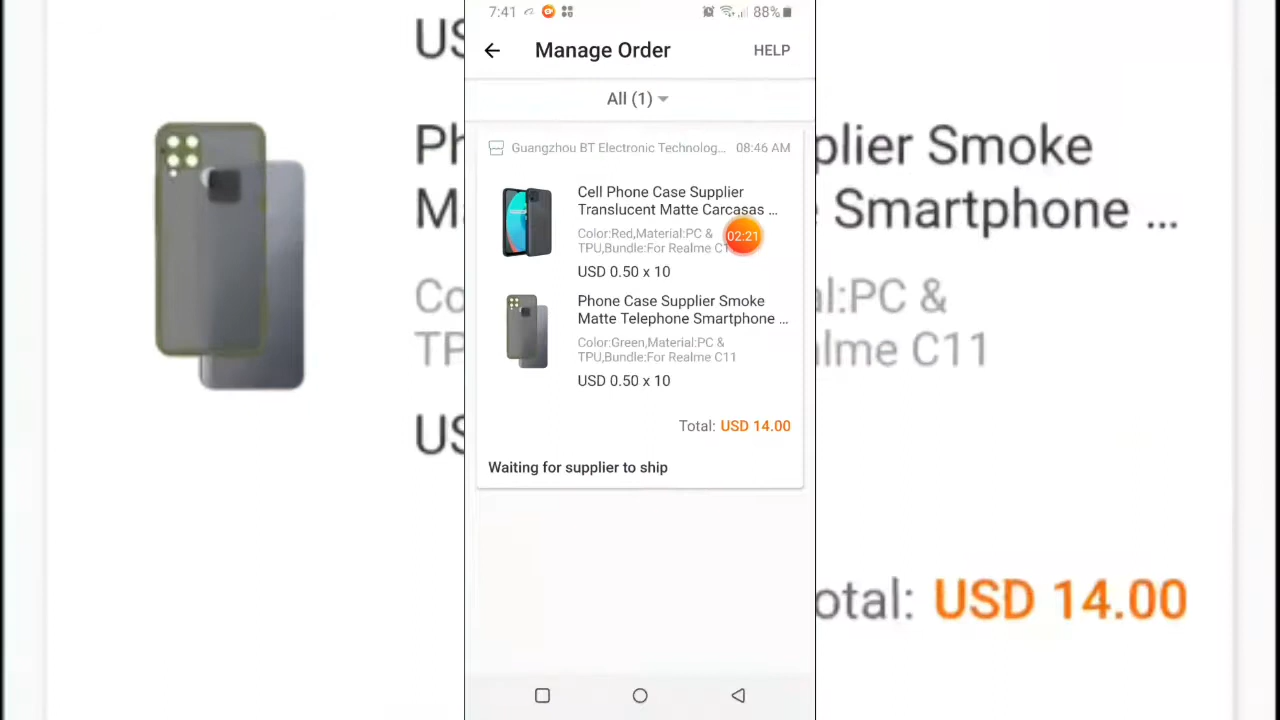 7:41
88%
Manage Order
HELP
All (1)
Guangzhou BT Electronic Technolog...
08:46 AM
Cell Phone Case Supplier
Translucent Matte Carcasas ...
Color:Red,Material:PC &
TPU,Bundle:For Realme C1
02:21
USD 0.50 x 10
Phone Case Supplier Smoke
Matte Telephone Smartphone ...
Color:Green,Material:PC &
TPU,Bundle:For Realme C11
USD 0.50 x 10
Total: USD 14.00
Waiting for supplier to ship
US
Ph
plier Smoke
Ma
Smartphone ...
Co
al:PC &
TP
lme C11
US
otal: USD 14.00